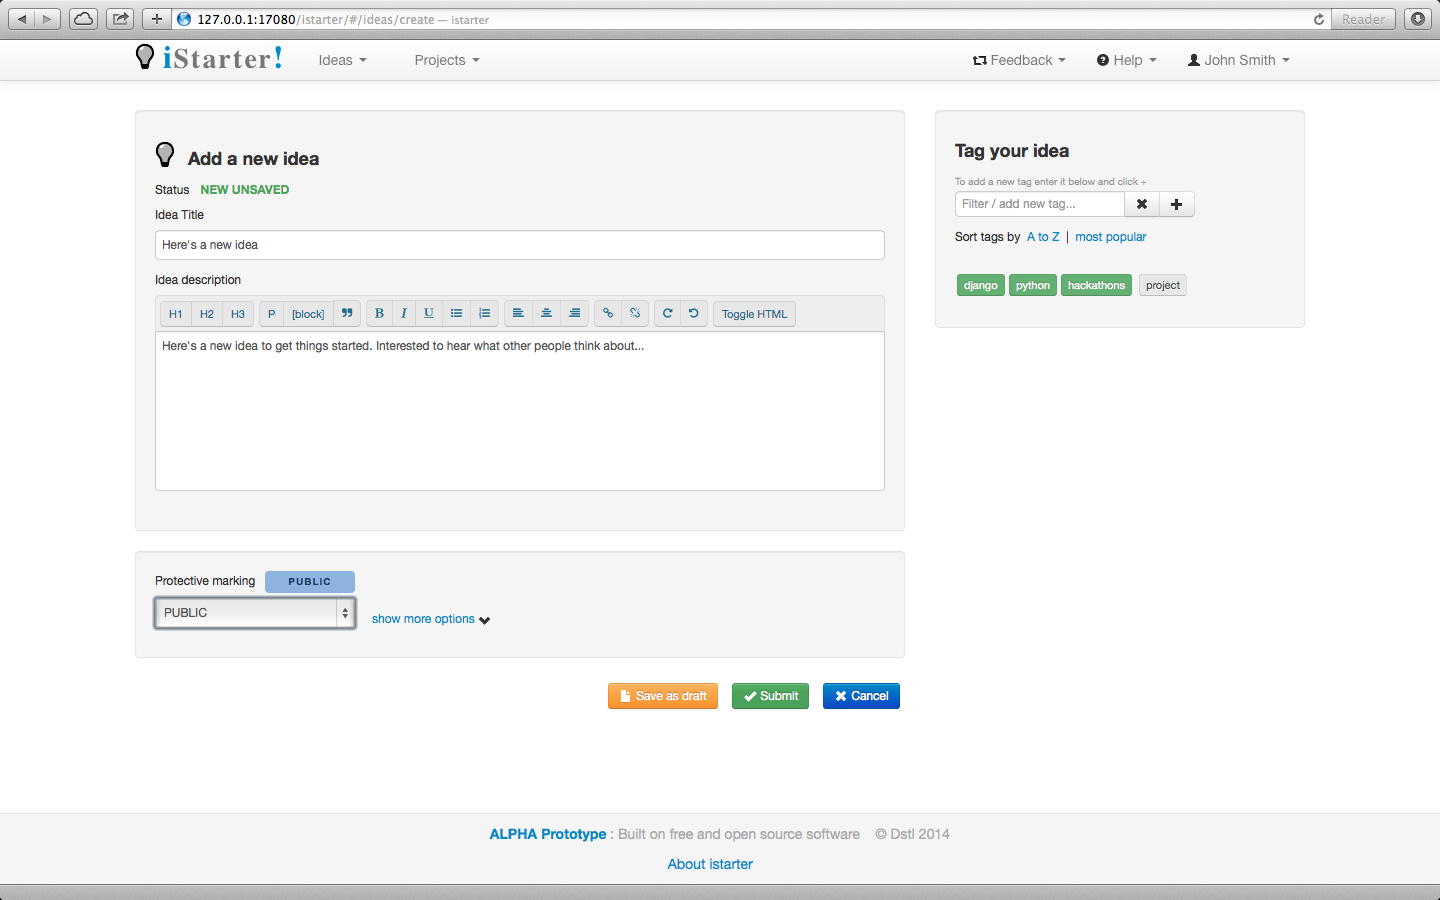 127.0.0.1:17080/istarter/#/ideas/create — istarter
Reader
iStarter!
Ideas
Projects
Feedback
Help
John Smith
Add a new idea
Status NEW UNSAVED
Idea Title
Here's a new idea
Idea description
H1 H2 H3 P [block] B I U Toggle HTML
Here's a new idea to get things started. Interested to hear what other people think about...
Protective marking PUBLIC
PUBLIC
show more options
Save as draft
Submit
Cancel
Tag your idea
To add a new tag enter it below and click +
Filter / add new tag...
Sort tags by A to Z | most popular
django python hackathons project
ALPHA Prototype : Built on free and open source software © Dstl 2014
About istarter